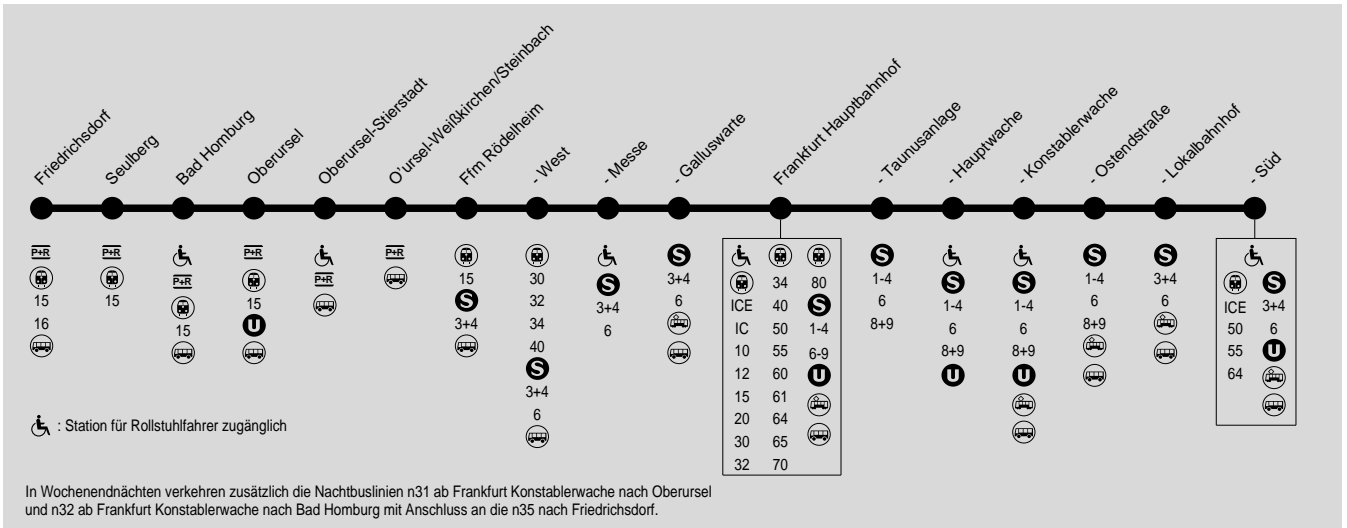 Friedrichsdorf
Seulberg
Bad Homburg
Oberursel
Oberursel-Stierstadt
O'ursel-Weißkirchen/Steinbach
Ffm Rödelheim
- West
- Messe
- Galluswarte
Frankfurt Hauptbahnhof
- Taunusanlage
- Hauptwache
- Konstablerwache
- Ostendstraße
- Lokalbahnhof
- Süd
P+R
15
16
P+R
15
P+R
15
P+R
15
U
P+R
P+R
15
S
3+4
30
32
34
40
S
3+4
6
S
3+4
6
S
3+4
6
ICE
IC
10
12
15
20
30
32
34
40
50
55
60
61
64
65
70
80
S
1-4
6-9
U
S
1-4
6
8+9
S
1-4
6
8+9
U
S
1-4
6
8+9
U
S
1-4
6
8+9
S
3+4
6
ICE
50
55
64
S
3+4
6
U
: Station für Rollstuhlfahrer zugänglich
In Wochenendnächten verkehren zusätzlich die Nachtbuslinien n31 ab Frankfurt Konstablerwache nach Oberursel
und n32 ab Frankfurt Konstablerwache nach Bad Homburg mit Anschluss an die n35 nach Friedrichsdorf.